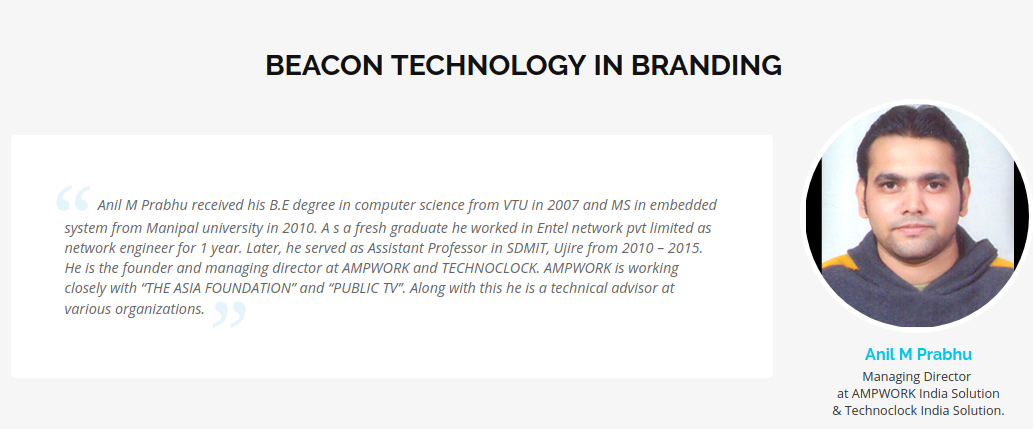 BEACON TECHNOLOGY IN BRANDING
“ Anil M Prabhu received his B.E degree in computer science from VTU in 2007 and MS in embedded
system from Manipal university in 2010. A s a fresh graduate he worked in Entel network pvt limited as
network engineer for 1 year. Later, he served as Assistant Professor in SDMIT, Ujire from 2010 – 2015.
He is the founder and managing director at AMPWORK and TECHNOCLOCK. AMPWORK is working
closely with “THE ASIA FOUNDATION” and “PUBLIC TV”. Along with this he is a technical advisor at
various organizations. ”
Anil M Prabhu
Managing Director
at AMPWORK India Solution
& Technoclock India Solution.